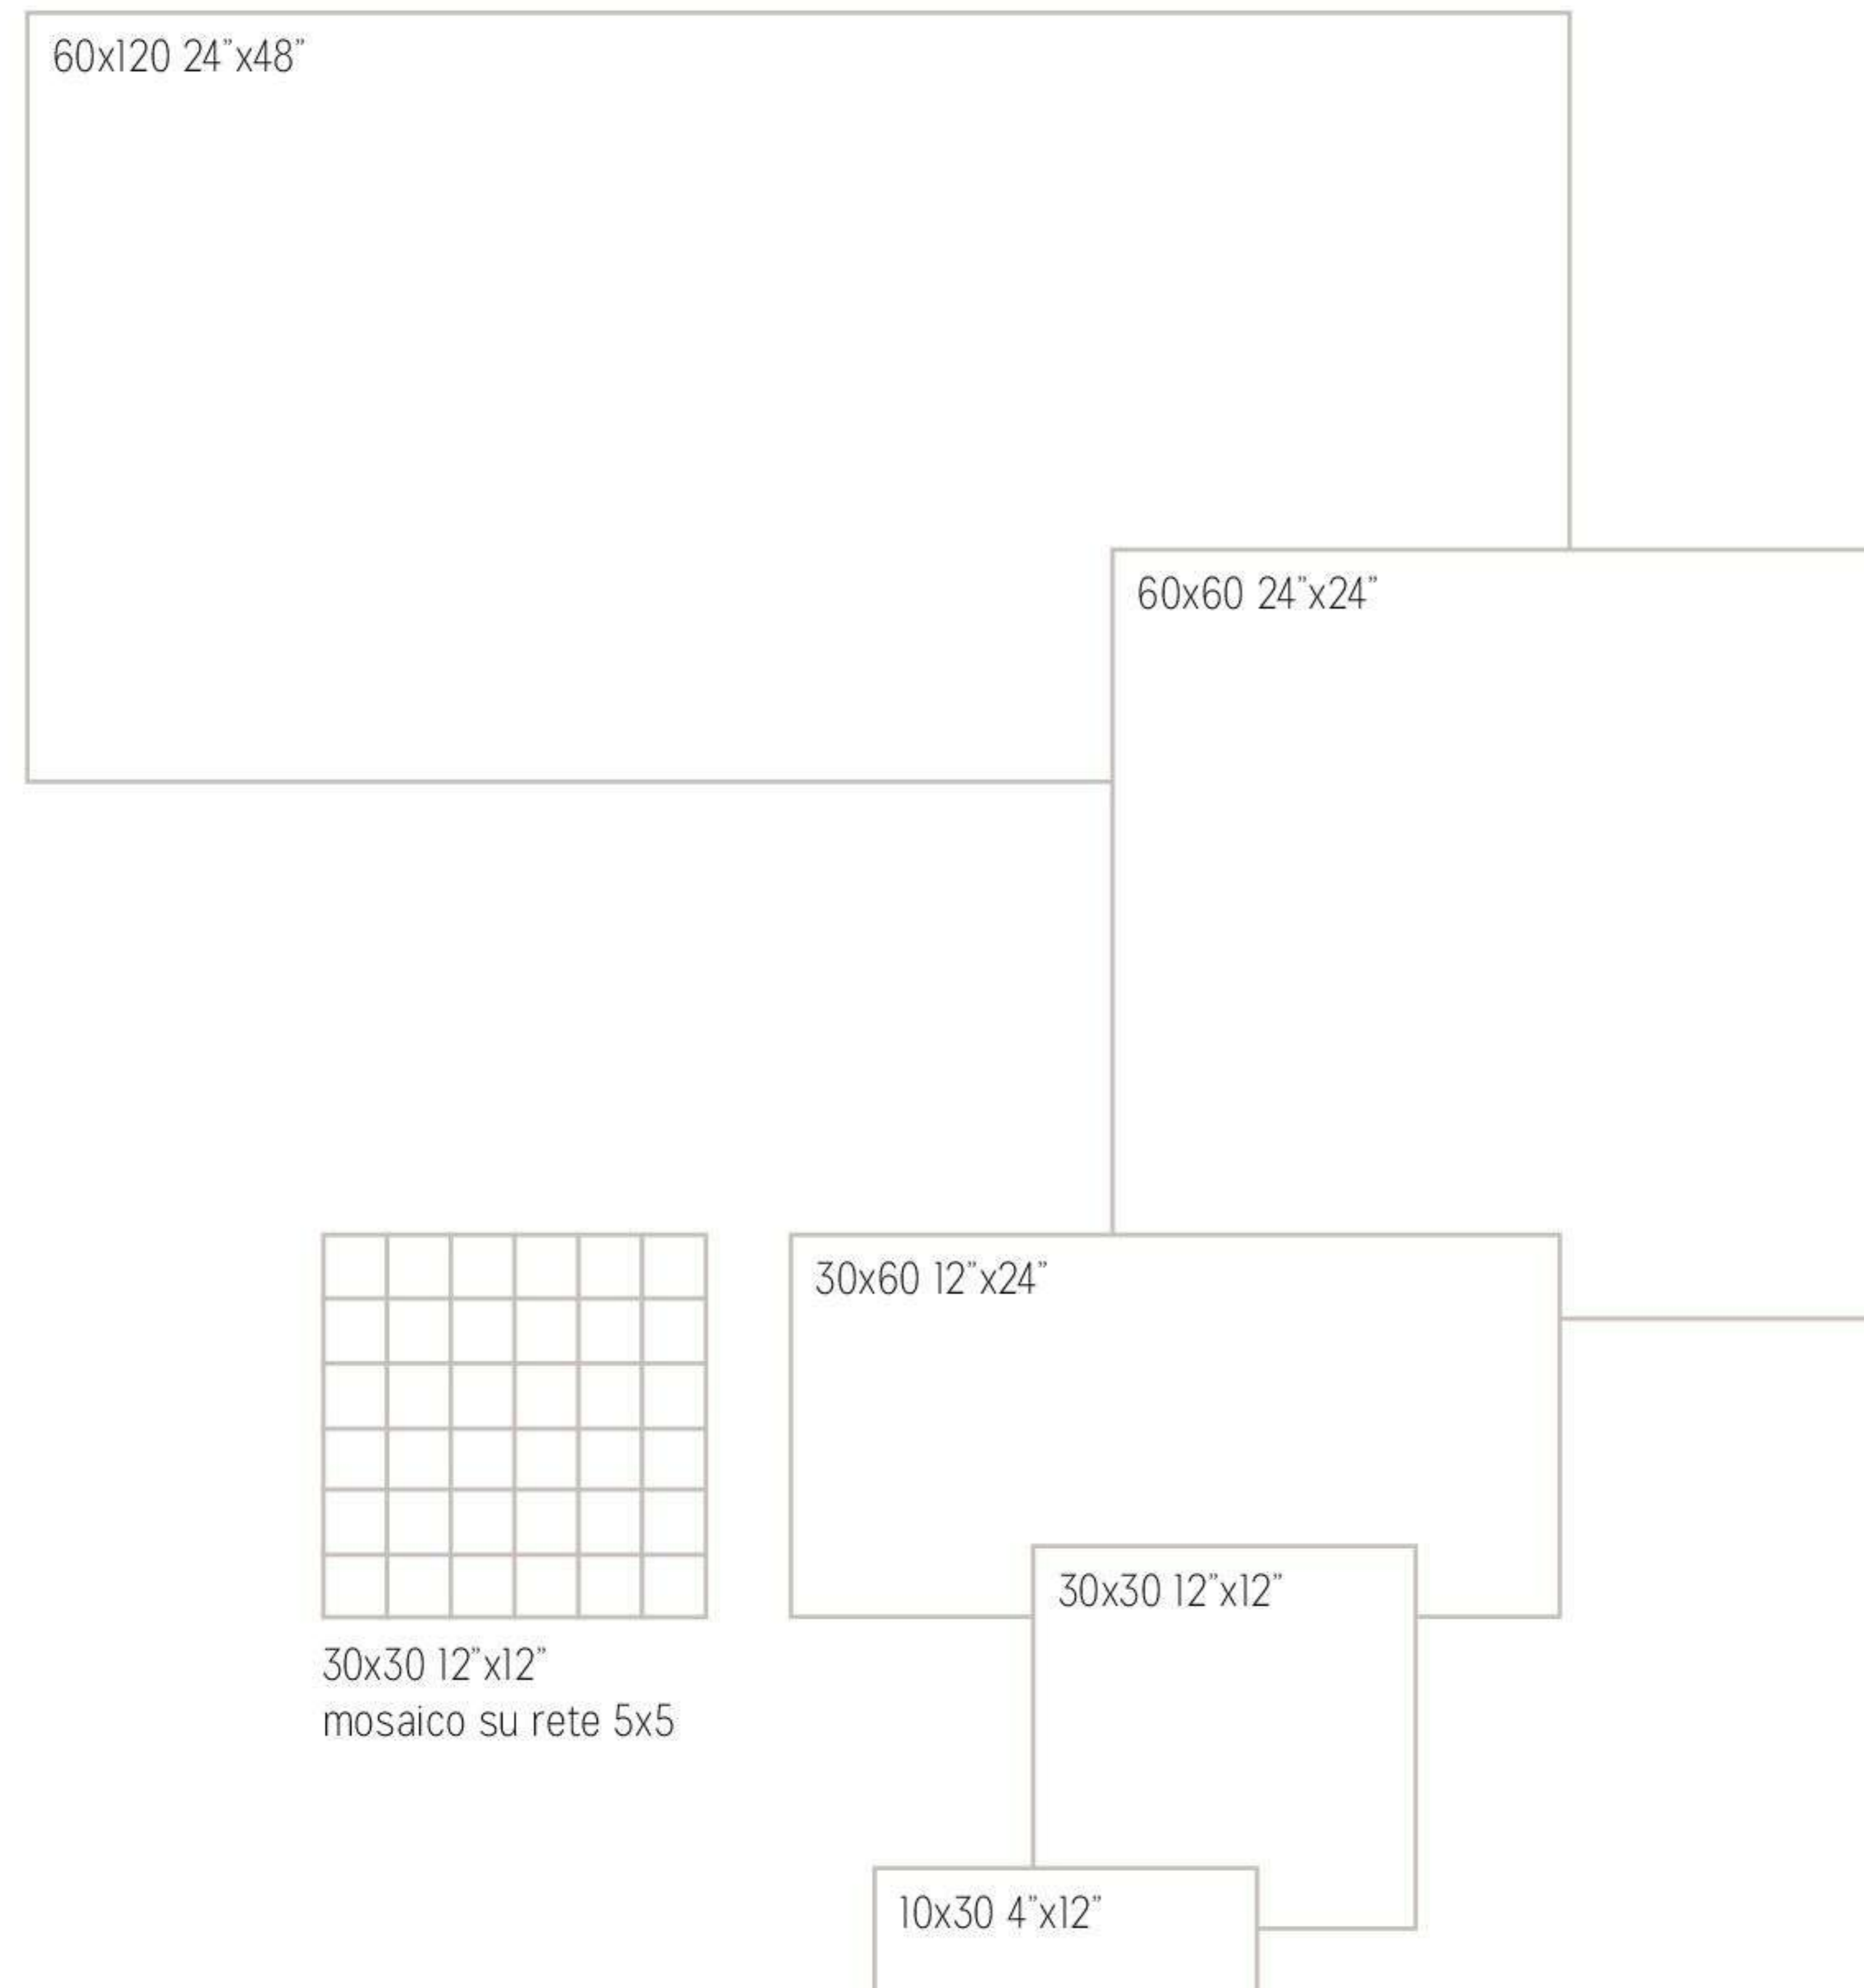 60x120 24”x48”
60x60 24”x24”
30x60 12”x24”
30x30 12”x12”
30x30 12”x12”
mosaico su rete 5x5
10x30 4”x12”